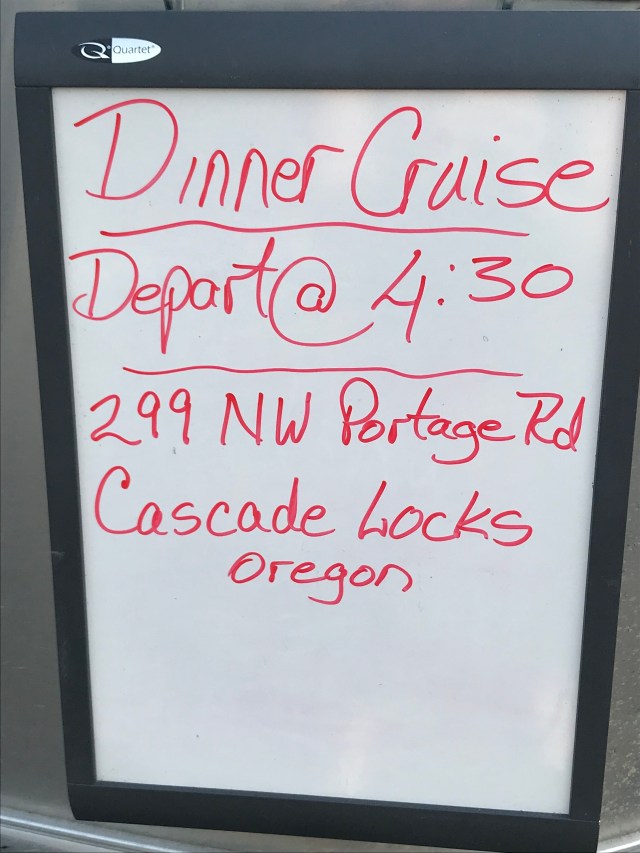 Quartet
Dinner Cruise
Depart @ 4:30
299 NW Portage Rd
Cascade Locks
Oregon